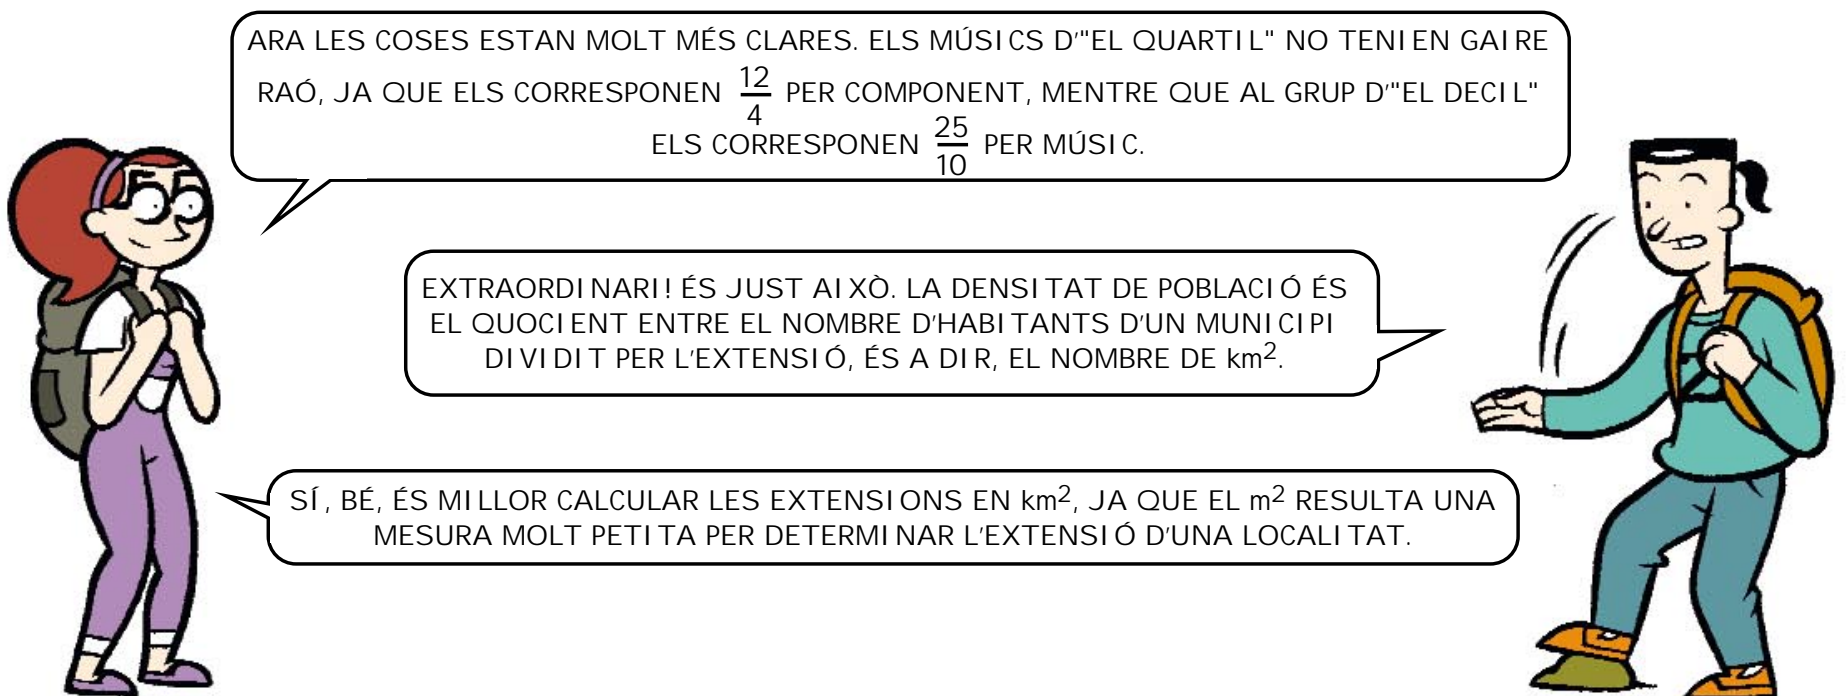 ARA LES COSES ESTAN MOLT MÉS CLARES. ELS MÚSICS D'"EL QUARTIL" NO TENIEN GAIRE
RAÓ, JA QUE ELS CORRESPONEN 12/4 PER COMPONENT, MENTRE QUE AL GRUP D'"EL DECIL"
ELS CORRESPONEN 25/10 PER MÚSIC.
EXTRAORDINARI! ÉS JUST AIXÒ. LA DENSITAT DE POBLACIÓ ÉS
EL QUOCIENT ENTRE EL NOMBRE D'HABITANTS D'UN MUNICIPI
DIVIDIT PER L'EXTENSIÓ, ÉS A DIR, EL NOMBRE DE km².
SÍ, BÉ, ÉS MILLOR CALCULAR LES EXTENSIONS EN km², JA QUE EL m² RESULTA UNA
MESURA MOLT PETITA PER DETERMINAR L'EXTENSIÓ D'UNA LOCALITAT.